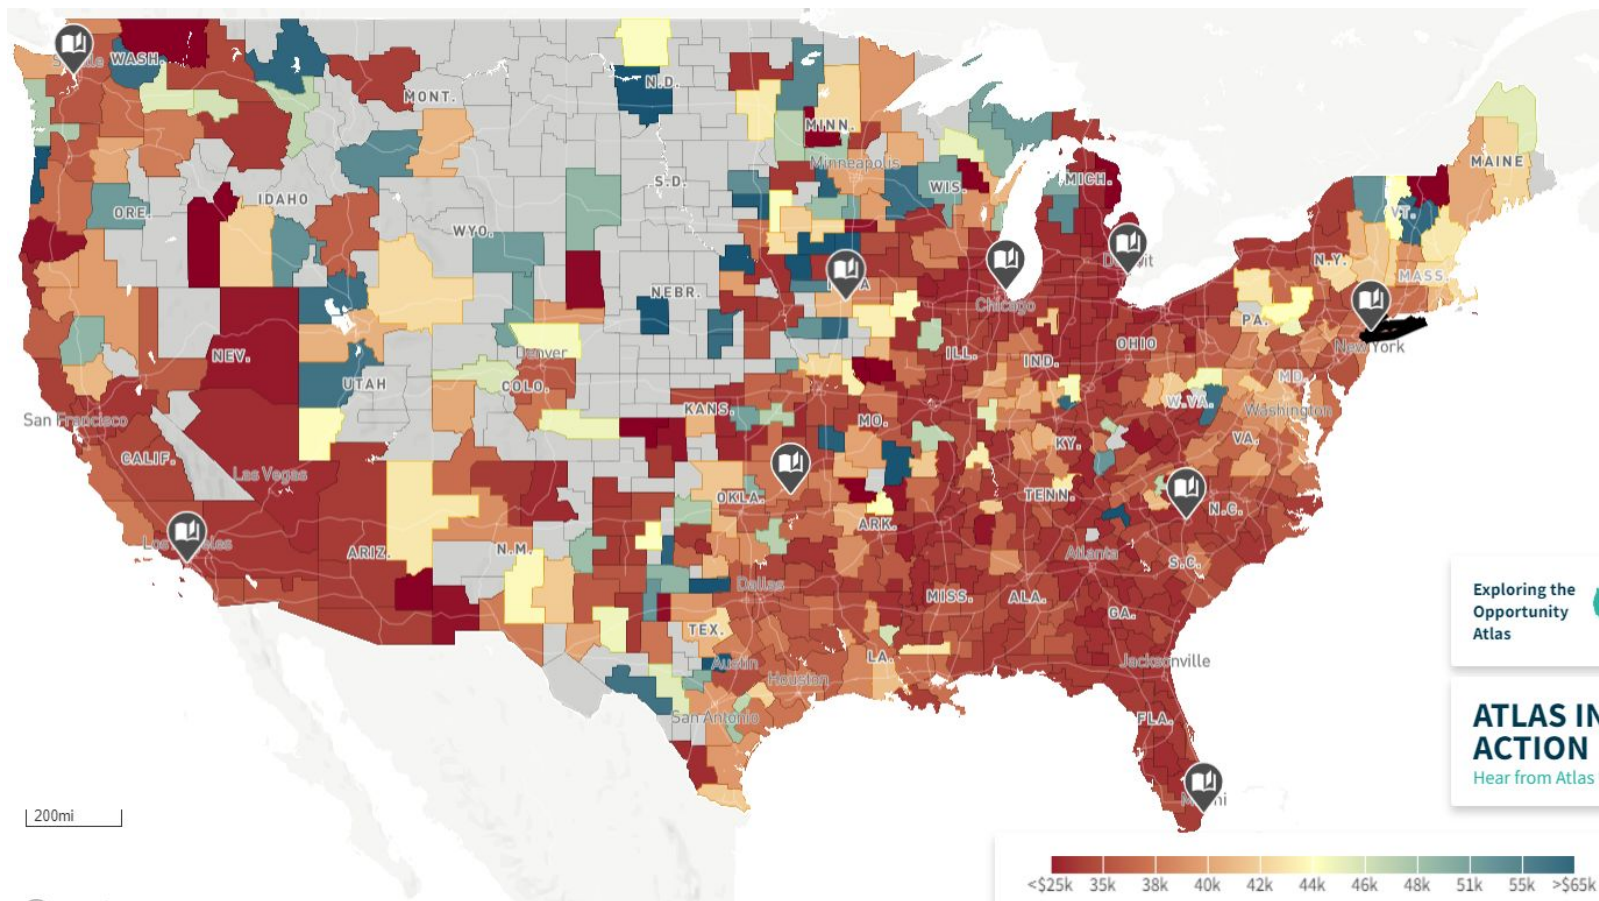 WASH.
MONT.
N.D.
MINN.
Minneapolis
MAINE
ORE.
IDAHO
S.D.
WIS.
MICH.
VT.
WYO.
N.Y.
MASS.
NEBR.
Chicago
PA.
New York
NEV.
Denver
ILL.
IND.
OHIO
UTAH
COLO.
MD.
San Francisco
KANS.
MO.
W.VA.
Washington
CALIF.
KY.
VA.
Las Vegas
OKLA.
TENN.
N.C.
ARK.
ARIZ.
N.M.
Atlanta
S.C.
Dallas
MISS.
ALA.
GA.
TEX.
LA.
Austin
Houston
Jacksonville
San Antonio
FLA.
Exploring the
Opportunity
Atlas
ATLAS IN
ACTION
Hear from Atlas
200mi
<$25k 35k 38k 40k 42k 44k 46k 48k 51k 55k >$65k